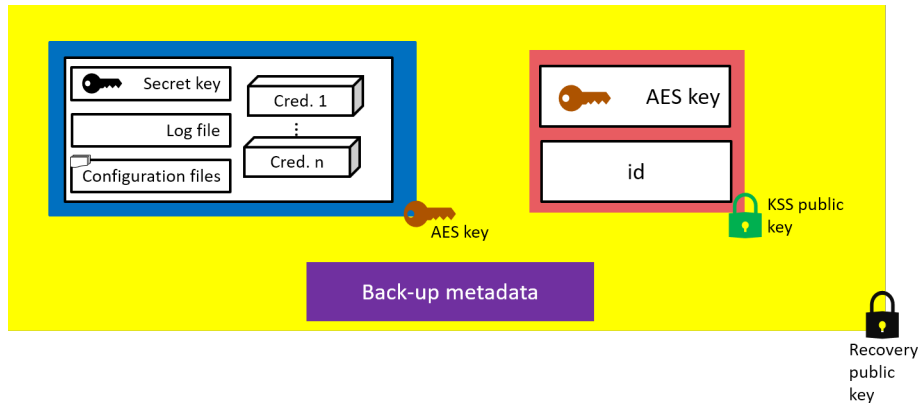 Secret key
Log file
Configuration files
Cred. 1
⋮
Cred. n
AES key
AES key
id
KSS public
key
Back-up metadata
Recovery
public
key